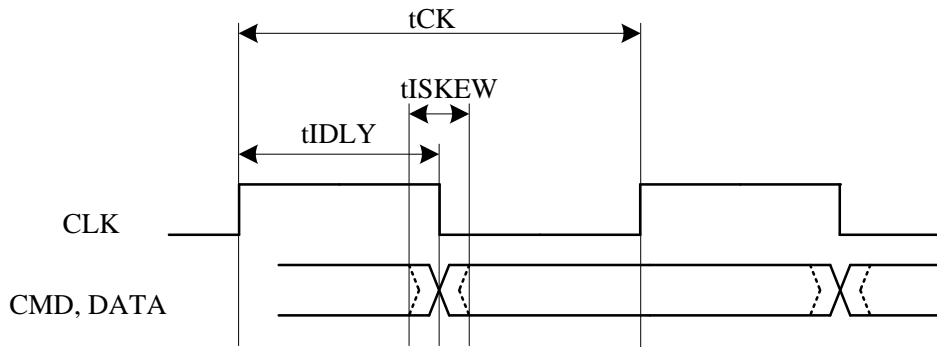 tCK
tISKEW
tIDLY
CLK
CMD, DATA